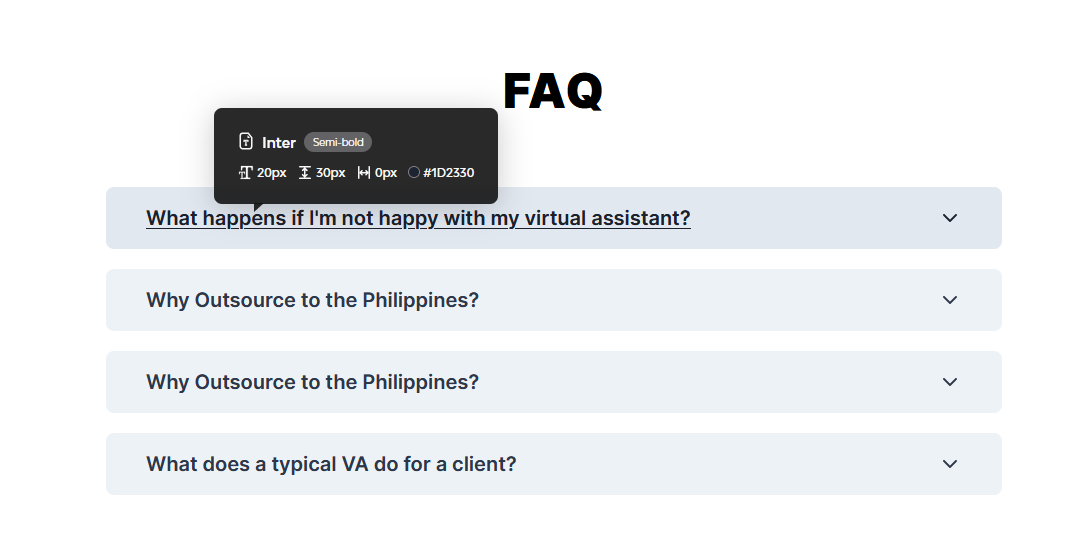 FAQ
Inter Semi-bold
20px 30px 0px #1D2330
What happens if I'm not happy with my virtual assistant?
Why Outsource to the Philippines?
Why Outsource to the Philippines?
What does a typical VA do for a client?